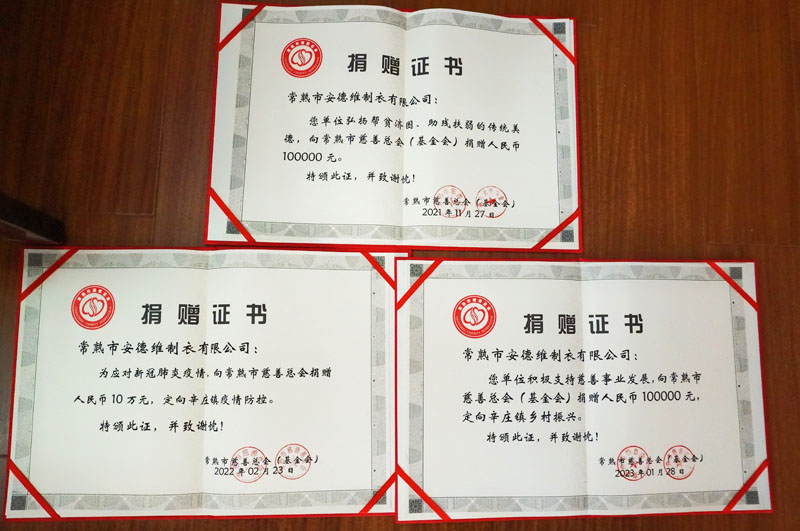 捐赠证书
常熟市安德维制衣有限公司：
您单位弘扬帮贫济困、助残扶弱的传统美
德，向常熟市慈善总会（基金会）捐赠人民币
100000 元。
特颁此证，并致谢忱！
常熟市慈善总会（基金会）
2021 年 11 月 27 日
捐赠证书
常熟市安德维制衣有限公司：
为应对新冠肺炎疫情，向常熟市慈善总会捐赠
人民币 10 万元，定向辛庄镇疫情防控。
特颁此证，并致谢忱！
常熟市慈善总会（基金会）
2022 年 02 月 23 日
捐赠证书
常熟市安德维制衣有限公司：
您单位积极支持慈善事业发展，向常熟市
慈善总会（基金会）捐赠人民币 100000 元，
定向辛庄镇乡村振兴。
特颁此证，并致谢忱！
常熟市慈善总会（基金会）
2023 年 01 月 28 日